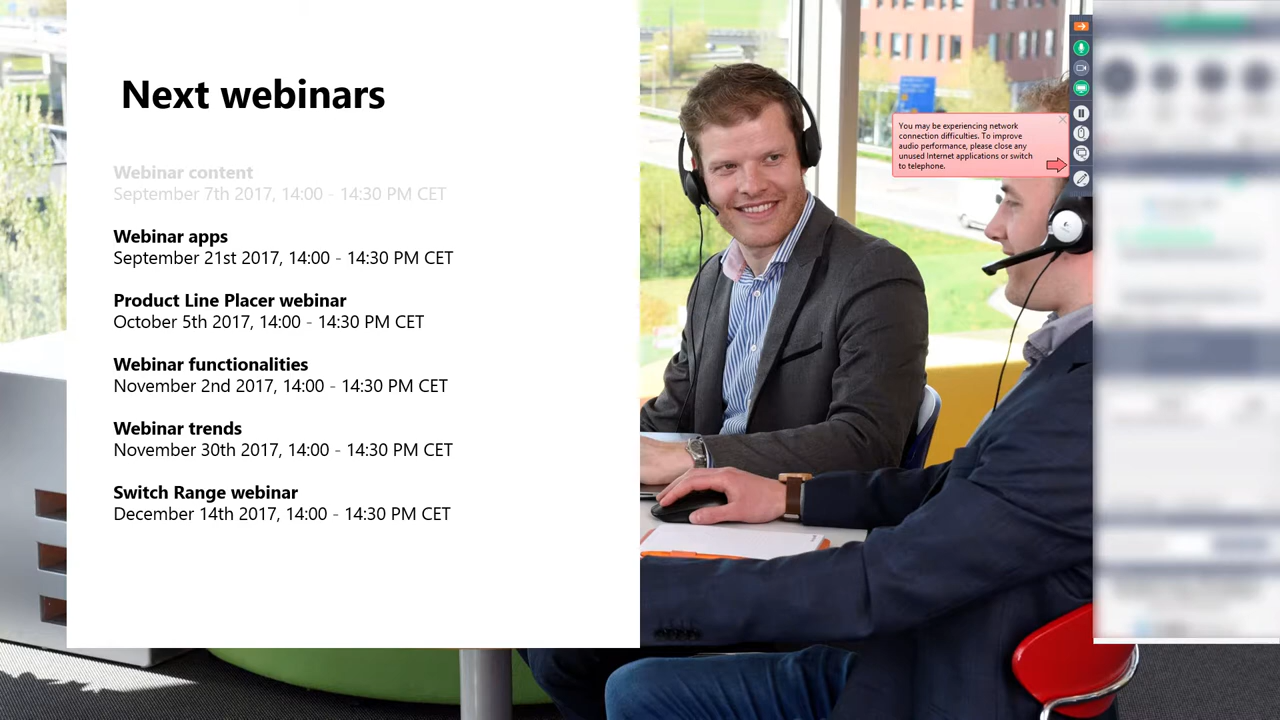 Next webinars
Webinar content
September 7th 2017, 14:00 - 14:30 PM CET
Webinar apps
September 21st 2017, 14:00 - 14:30 PM CET
Product Line Placer webinar
October 5th 2017, 14:00 - 14:30 PM CET
Webinar functionalities
November 2nd 2017, 14:00 - 14:30 PM CET
Webinar trends
November 30th 2017, 14:00 - 14:30 PM CET
Switch Range webinar
December 14th 2017, 14:00 - 14:30 PM CET
You may be experiencing network
connection difficulties. To improve
audio performance, please close any
unused Internet applications or switch
to telephone.